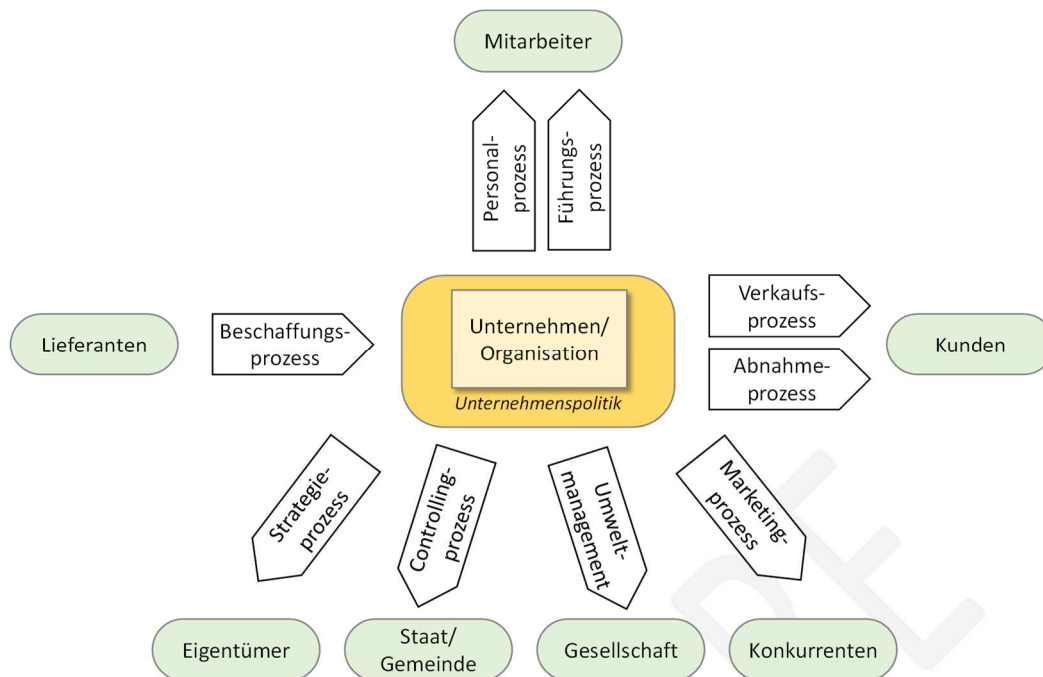 Mitarbeiter
Personal-
prozess
Führungs-
prozess
Lieferanten
Beschaffungs-
prozess
Unternehmen/
Organisation
Unternehmenspolitik
Verkaufs-
prozess
Abnahme-
prozess
Kunden
Strategie-
prozess
Controlling-
prozess
Umwelt-
management
Marketing-
prozess
Eigentümer
Staat/
Gemeinde
Gesellschaft
Konkurrenten
PE